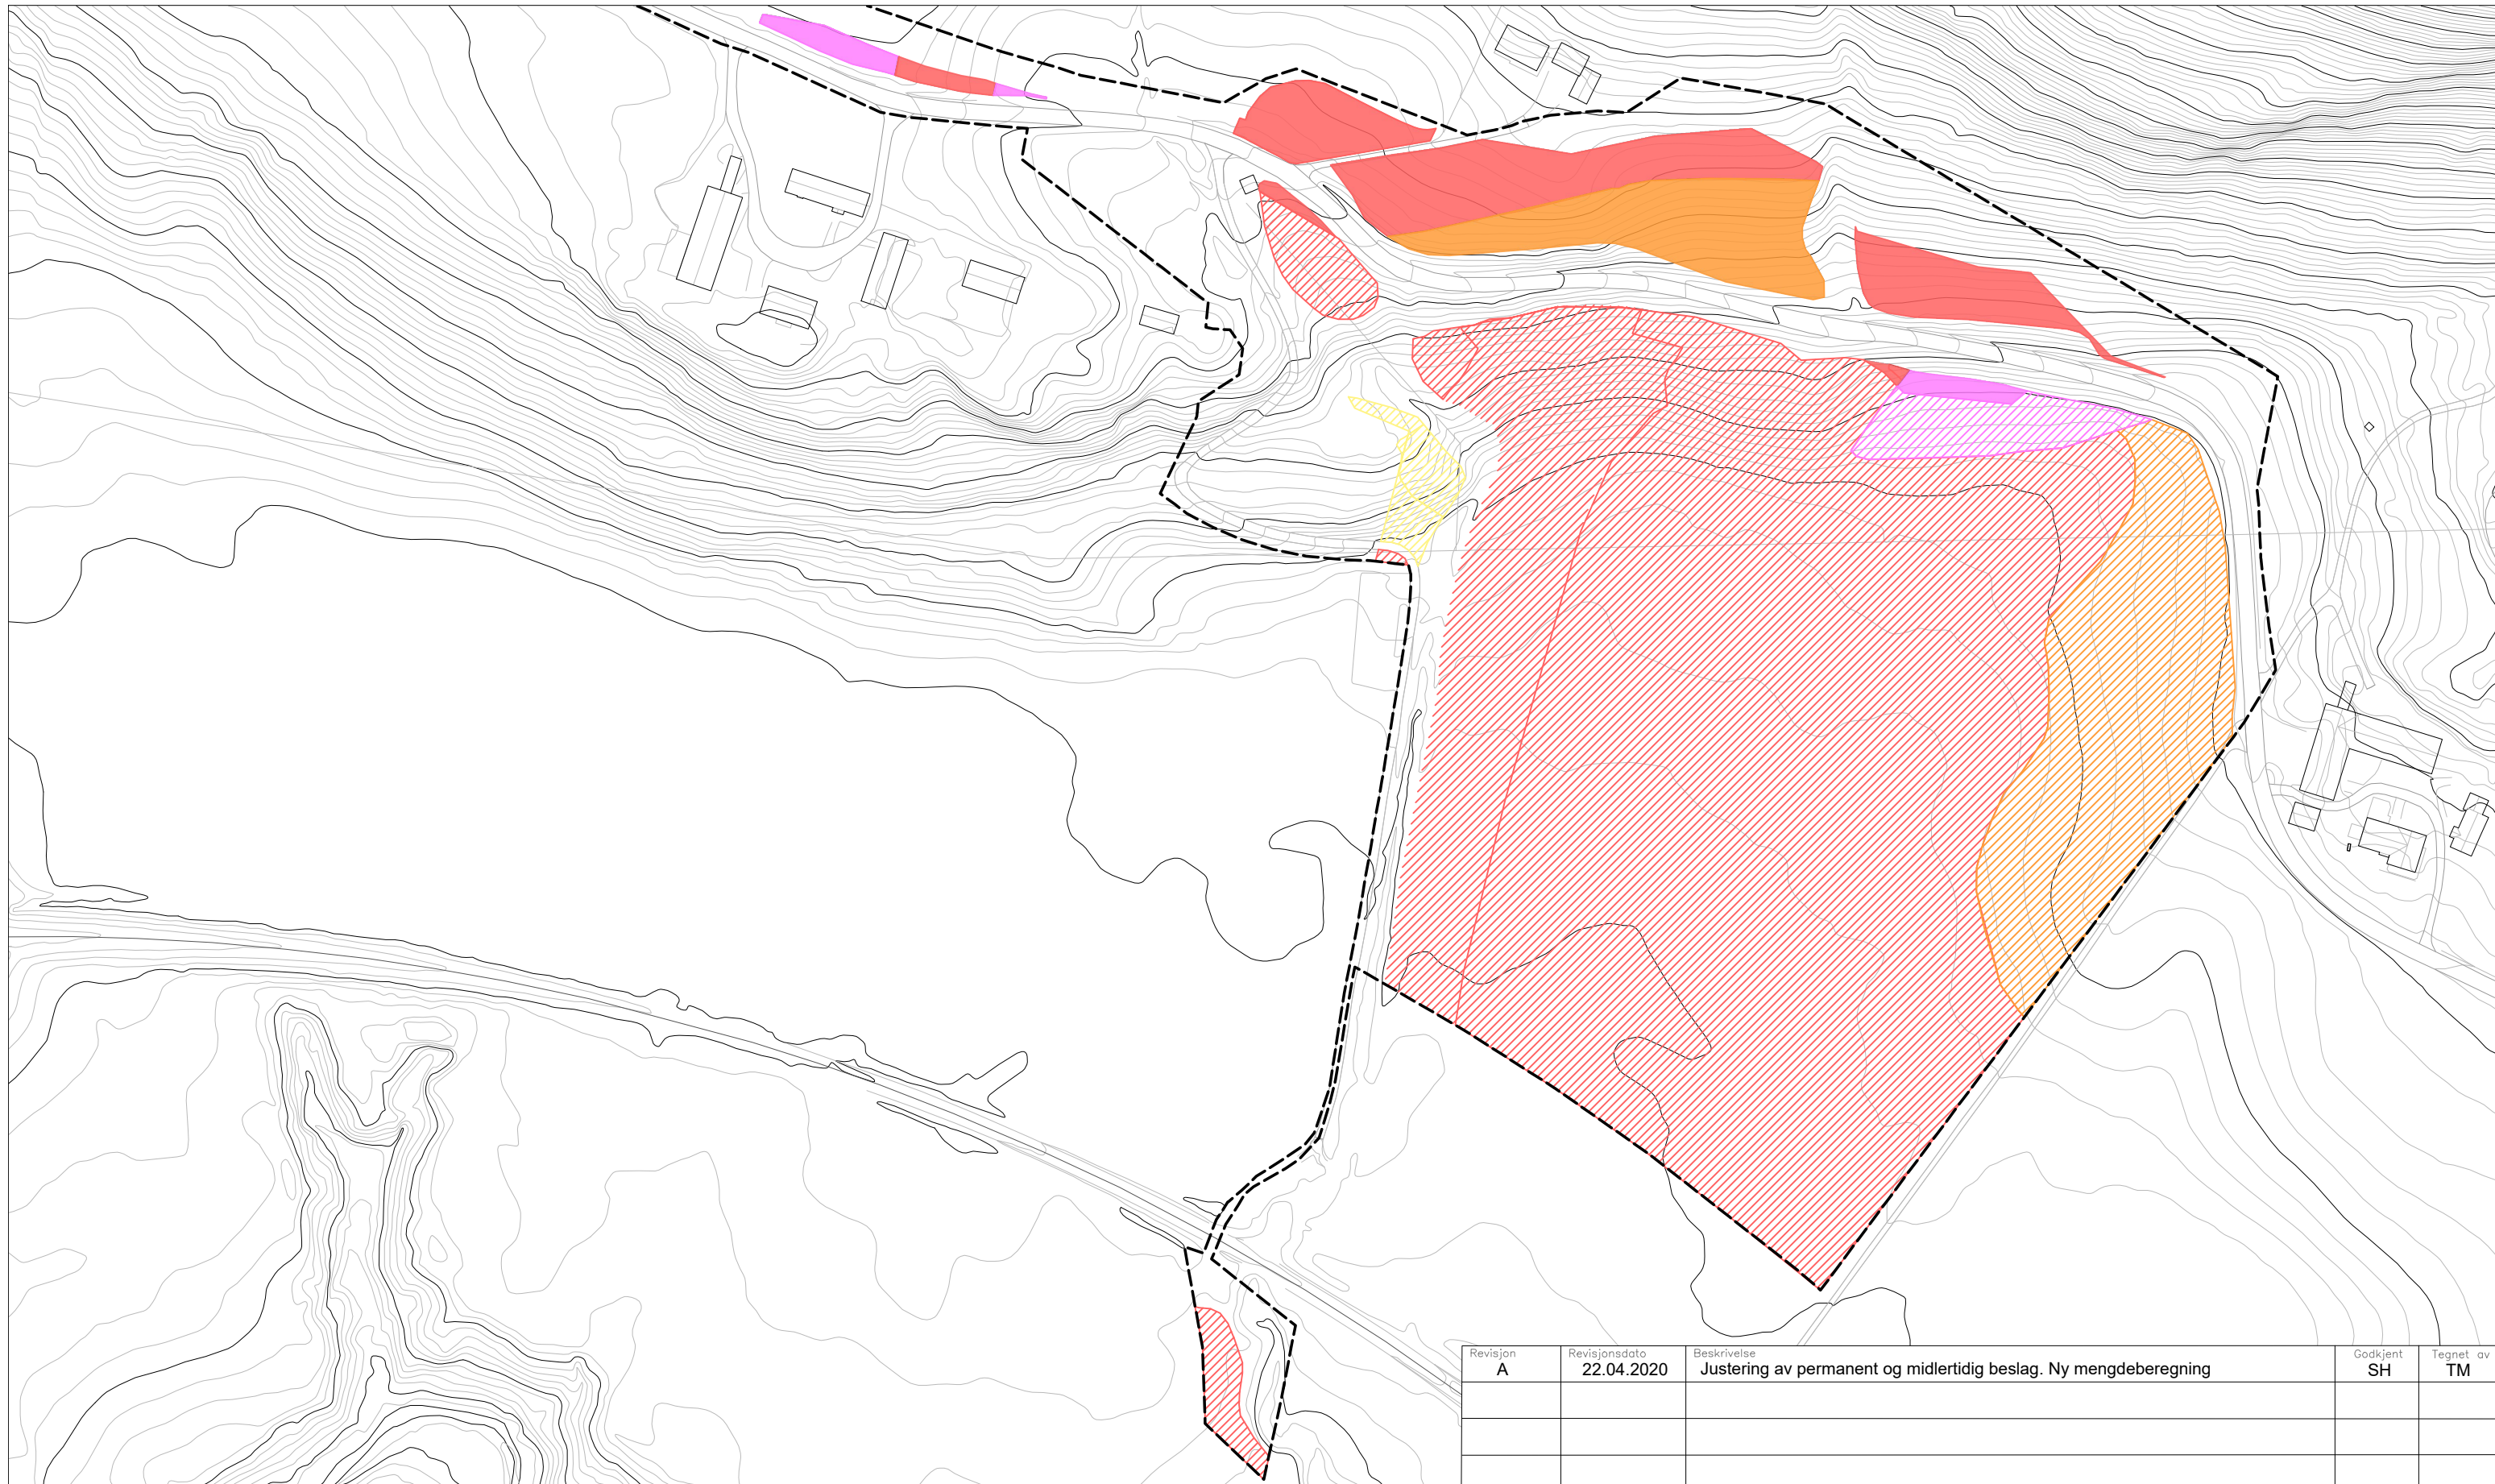 Revisjon Revisjonsdato Beskrivelse Godkjent Tegnet av
A 22.04.2020 Justering av permanent og midlertidig beslag. Ny mengdeberegning SH TM